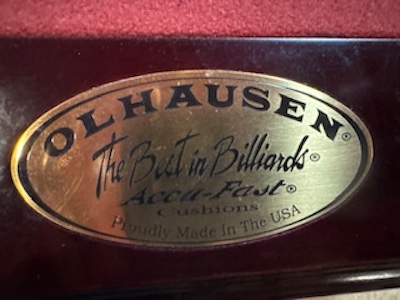 OLHAUSEN®
The Best in Billiards®
Accu-Fast®
Cushions
Proudly Made In The USA